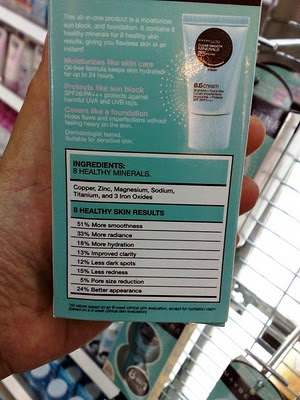 This all-in-one product is a moisturizer,
sun block, and foundation. It contains 8
healthy minerals for 8 healthy skin
results, giving you flawless skin in an
instant!
Moisturizes like skin care
Oil-free formula keeps skin hydrated
for up to 24 hours.
Protects like sun block
SPF26/PA+++ protects against
harmful UVA and UVB rays.
Covers like a foundation
Hides flaws and imperfections without
feeling heavy on the skin.
Dermatologist tested.
Suitable for sensitive skin.
MAYBELLINE
CLEAR SMOOTH
MINERALS
BB cream
INGREDIENTS:
8 HEALTHY MINERALS.
Copper, Zinc, Magnesium, Sodium,
Titanium, and 3 Iron Oxides
8 HEALTHY SKIN RESULTS
51% More smoothness
33% More radiance
18% More hydration
13% Improved clarity
12% Less dark spots
15% Less redness
5% Pore size reduction
24% Better appearance